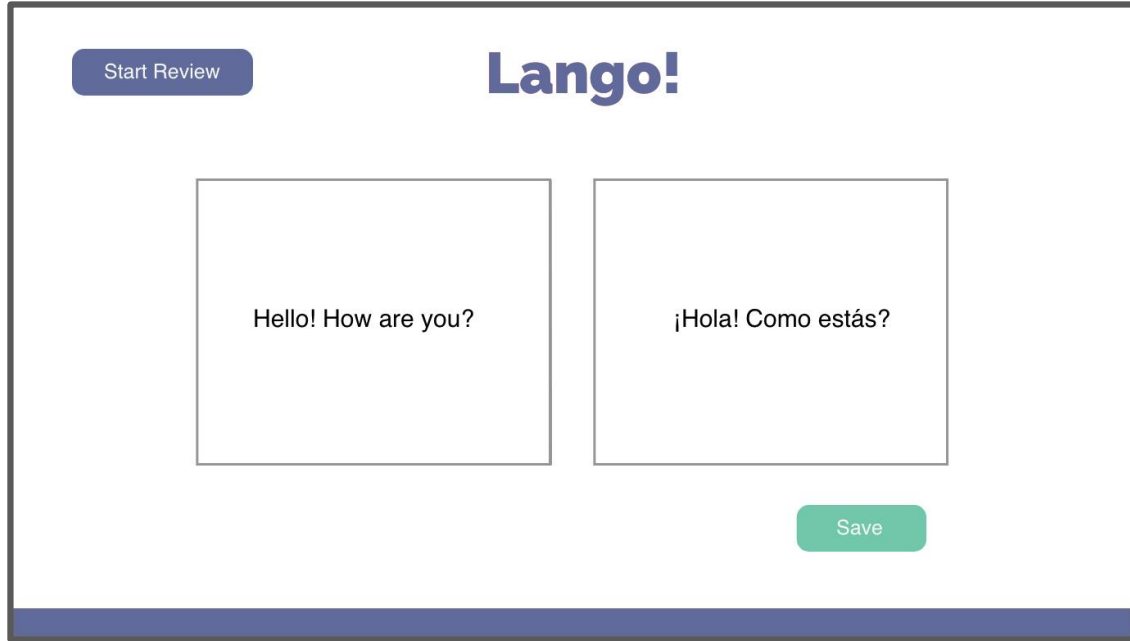 Start Review
Lango!
Hello! How are you?
¡Hola! Como estás?
Save